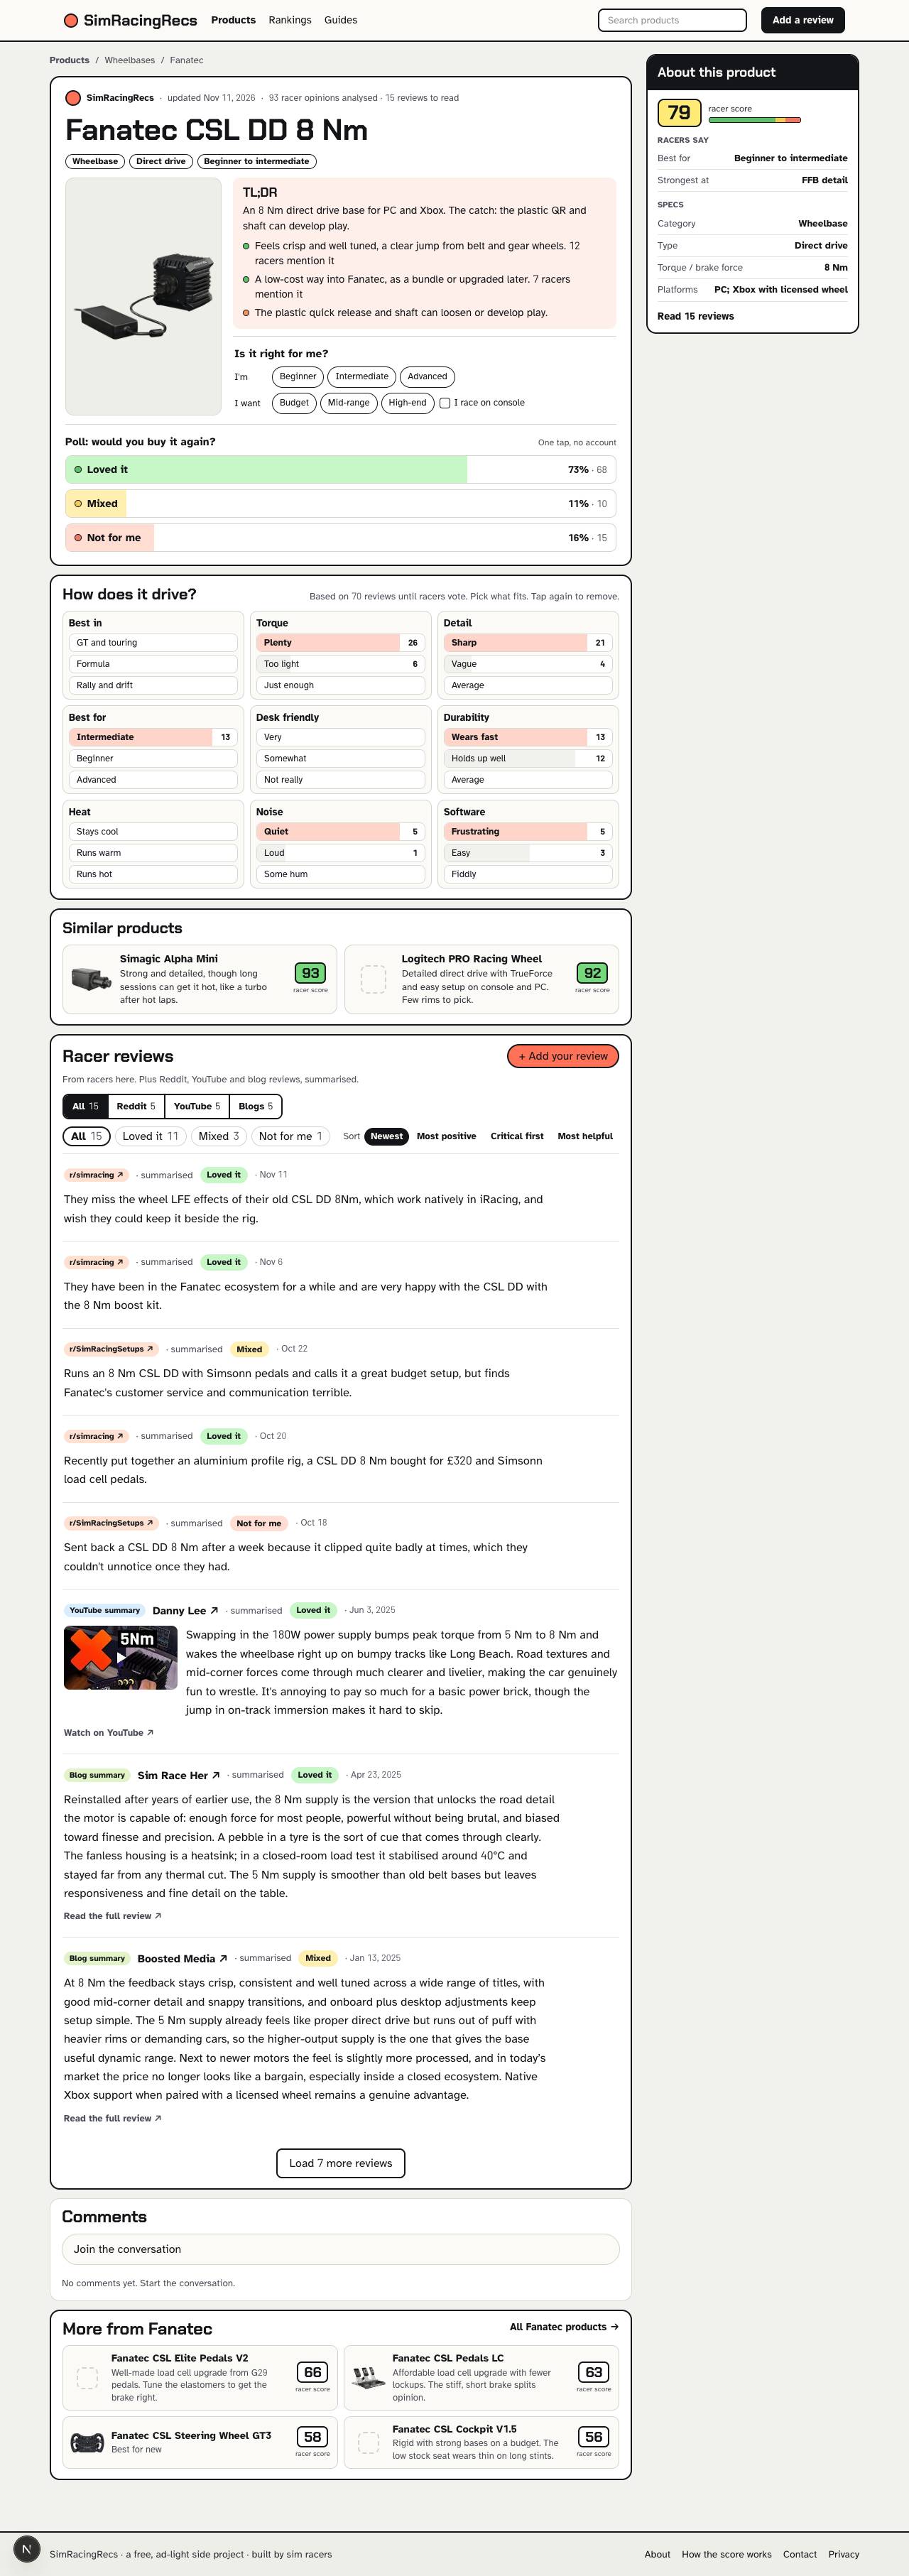 SimRacingRecs Products Rankings Guides Search products Add a review
Products / Wheelbases / Fanatec
SimRacingRecs · updated Nov 11, 2026 · 93 racer opinions analysed · 15 reviews to read
Fanatec CSL DD 8 Nm
Wheelbase Direct drive Beginner to intermediate
TL;DR
An 8 Nm direct drive base for PC and Xbox. The catch: the plastic QR and
shaft can develop play.
Feels crisp and well tuned, a clear jump from belt and gear wheels. 12
racers mention it
A low-cost way into Fanatec, as a bundle or upgraded later. 7 racers
mention it
The plastic quick release and shaft can loosen or develop play.
Is it right for me?
I'm Beginner Intermediate Advanced
I want Budget Mid-range High-end I race on console
Poll: would you buy it again? One tap, no account
Loved it 73% · 68
Mixed 11% · 10
Not for me 16% · 15
About this product
79 racer score
RACERS SAY
Best for Beginner to intermediate
Strongest at FFB detail
SPECS
Category Wheelbase
Type Direct drive
Torque / brake force 8 Nm
Platforms PC; Xbox with licensed wheel
Read 15 reviews
How does it drive? Based on 70 reviews until racers vote. Pick what fits. Tap again to remove.
Best in
GT and touring
Formula
Rally and drift
Torque
Plenty 26
Too light 6
Just enough
Detail
Sharp 21
Vague 4
Average
Best for
Intermediate 13
Beginner
Advanced
Desk friendly
Very
Somewhat
Not really
Durability
Wears fast 13
Holds up well 12
Average
Heat
Stays cool
Runs warm
Runs hot
Noise
Quiet 5
Loud 1
Some hum
Software
Frustrating 5
Easy 3
Fiddly
Similar products
Simagic Alpha Mini
Strong and detailed, though long
sessions can get it hot, like a turbo
after hot laps.
93
racer score
Logitech PRO Racing Wheel
Detailed direct drive with TrueForce
and easy setup on console and PC.
Few rims to pick.
92
racer score
Racer reviews + Add your review
From racers here. Plus Reddit, YouTube and blog reviews, summarised.
All 15 Reddit 5 YouTube 5 Blogs 5
All 15 Loved it 11 Mixed 3 Not for me 1 Sort Newest Most positive Critical first Most helpful
r/simracing ↗ · summarised Loved it · Nov 11
They miss the wheel LFE effects of their old CSL DD 8Nm, which work natively in iRacing, and
wish they could keep it beside the rig.
r/simracing ↗ · summarised Loved it · Nov 6
They have been in the Fanatec ecosystem for a while and are very happy with the CSL DD with
the 8 Nm boost kit.
r/SimRacingSetups ↗ · summarised Mixed · Oct 22
Runs an 8 Nm CSL DD with Simsonn pedals and calls it a great budget setup, but finds
Fanatec's customer service and communication terrible.
r/simracing ↗ · summarised Loved it · Oct 20
Recently put together an aluminium profile rig, a CSL DD 8 Nm bought for £320 and Simsonn
load cell pedals.
r/SimRacingSetups ↗ · summarised Not for me · Oct 18
Sent back a CSL DD 8 Nm after a week because it clipped quite badly at times, which they
couldn't unnotice once they had.
YouTube summary Danny Lee ↗ · summarised Loved it · Jun 3, 2025
5Nm
Swapping in the 180W power supply bumps peak torque from 5 Nm to 8 Nm and
wakes the wheelbase right up on bumpy tracks like Long Beach. Road textures and
mid-corner forces come through much clearer and livelier, making the car genuinely
fun to wrestle. It's annoying to pay so much for a basic power brick, though the
jump in on-track immersion makes it hard to skip.
Watch on YouTube ↗
Blog summary Sim Race Her ↗ · summarised Loved it · Apr 23, 2025
Reinstalled after years of earlier use, the 8 Nm supply is the version that unlocks the road detail
the motor is capable of: enough force for most people, powerful without being brutal, and biased
toward finesse and precision. A pebble in a tyre is the sort of cue that comes through clearly.
The fanless housing is a heatsink; in a closed-room load test it stabilised around 40°C and
stayed far from any thermal cut. The 5 Nm supply is smoother than old belt bases but leaves
responsiveness and fine detail on the table.
Read the full review ↗
Blog summary Boosted Media ↗ · summarised Mixed · Jan 13, 2025
At 8 Nm the feedback stays crisp, consistent and well tuned across a wide range of titles, with
good mid-corner detail and snappy transitions, and onboard plus desktop adjustments keep
setup simple. The 5 Nm supply already feels like proper direct drive but runs out of puff with
heavier rims or demanding cars, so the higher-output supply is the one that gives the base
useful dynamic range. Next to newer motors the feel is slightly more processed, and in today's
market the price no longer looks like a bargain, especially inside a closed ecosystem. Native
Xbox support when paired with a licensed wheel remains a genuine advantage.
Read the full review ↗
Load 7 more reviews
Comments
Join the conversation
No comments yet. Start the conversation.
More from Fanatec All Fanatec products →
Fanatec CSL Elite Pedals V2
Well-made load cell upgrade from G29
pedals. Tune the elastomers to get the
brake right.
66
racer score
Fanatec CSL Pedals LC
Affordable load cell upgrade with fewer
lockups. The stiff, short brake splits
opinion.
63
racer score
Fanatec CSL Steering Wheel GT3
Best for new
58
racer score
Fanatec CSL Cockpit V1.5
Rigid with strong bases on a budget. The
low stock seat wears thin on long stints.
56
racer score
N
SimRacingRecs · a free, ad-light side project · built by sim racers About How the score works Contact Privacy